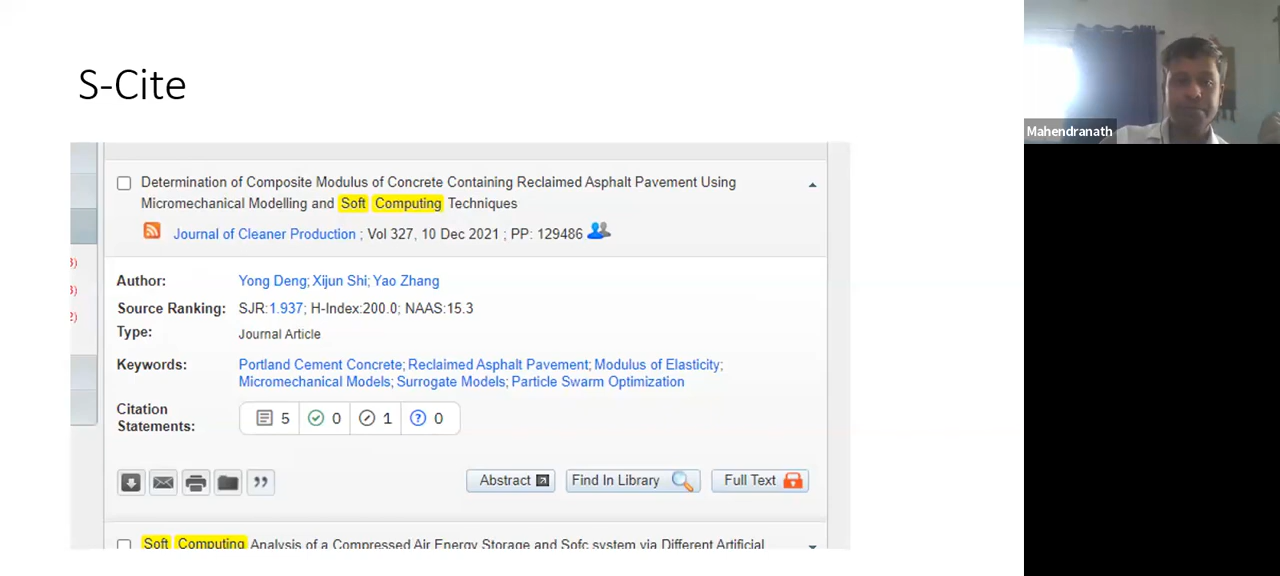 S-Cite
Mahendranath
Determination of Composite Modulus of Concrete Containing Reclaimed Asphalt Pavement Using
Micromechanical Modelling and Soft Computing Techniques
Journal of Cleaner Production ; Vol 327, 10 Dec 2021 ; PP: 129486
3)
3)
2)
Author: Yong Deng; Xijun Shi; Yao Zhang
Source Ranking: SJR:1.937; H-Index:200.0; NAAS:15.3
Type: Journal Article
Keywords: Portland Cement Concrete; Reclaimed Asphalt Pavement; Modulus of Elasticity;
Micromechanical Models; Surrogate Models; Particle Swarm Optimization
Citation
Statements: 5 0 1 ? 0
Abstract Find In Library Full Text
Soft Computing Analysis of a Compressed Air Energy Storage and Sofc system via Different Artificial